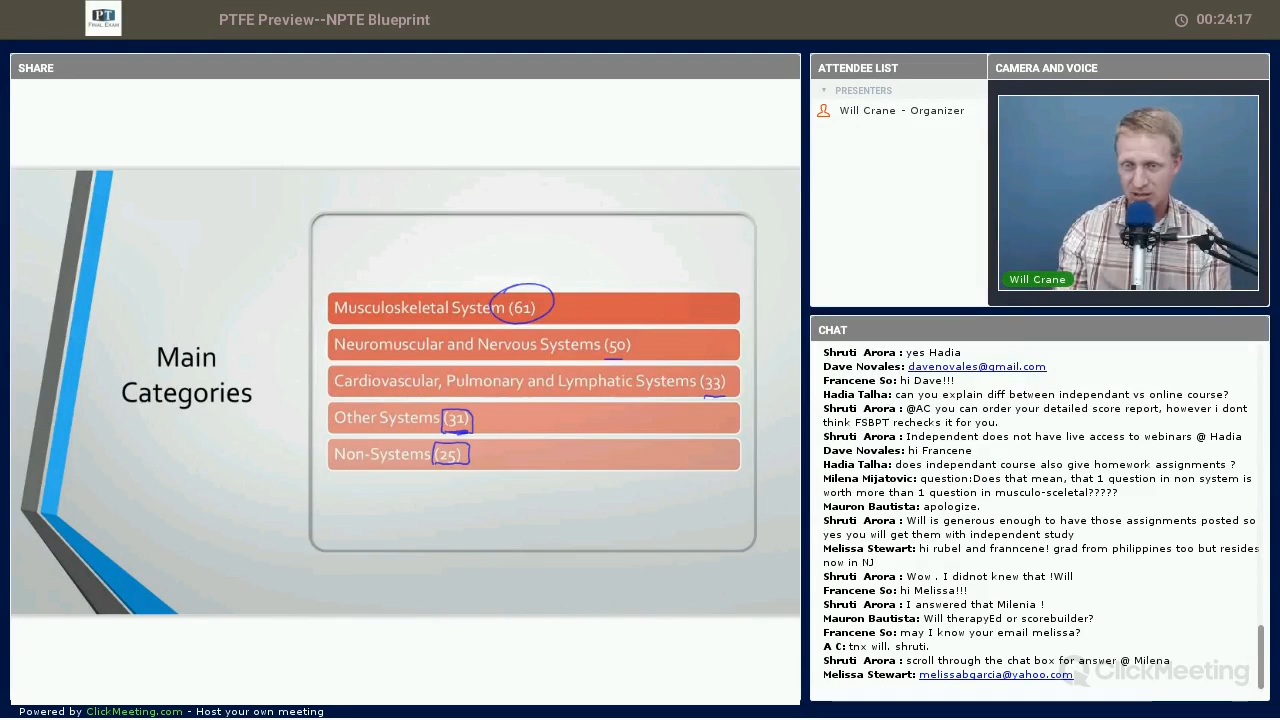 PT
FINAL EXAM
PTFE Preview--NPTE Blueprint
00:24:17
SHARE
Main
Categories
Musculoskeletal System (61)
Neuromuscular and Nervous Systems (50)
Cardiovascular, Pulmonary and Lymphatic Systems (33)
Other Systems (31)
Non-Systems (25)
ATTENDEE LIST
PRESENTERS
Will Crane - Organizer
CAMERA AND VOICE
Will Crane
CHAT
Shruti Arora : yes Hadia
Dave Novales: davenovales@gmail.com
Francene So: hi Dave!!!
Hadia Talha: can you explain diff between independant vs online course?
Shruti Arora : @AC you can order your detailed score reports however i dont
think FSBPT rechecks it for you.
Shruti Arora : Independent does not have live access to webinars @ Hadia
Dave Novales: hi Francene
Hadia Talha: does independant course also give homework assignments ?
Milena Mijatovic: question:Does that mean, that 1 question in non system is
worth more than 1 question in musculo-sceletal?????
Mauron Bautista: apologize.
Shruti Arora : Will is generous enough to have those assignments posted so
yes you will get them with independent study
Melissa Stewart: hi rubel and franncene! grad from philippines too but resides
now in NJ
Shruti Arora : Wow . I didnot knew that !Will
Francene So: hi Melissa!!!
Shruti Arora : I answered that Milenia !
Mauron Bautista: Will therapyEd or scorebuilder?
Francene So: may I know your email melissa?
A C: tnx will. shruti.
Shruti Arora : scroll through the chat box for answer @ Milena
Melissa Stewart: melissabgarcia@yahoo.com
ClickMeeting
Powered by ClickMeeting.com - Host your own meeting